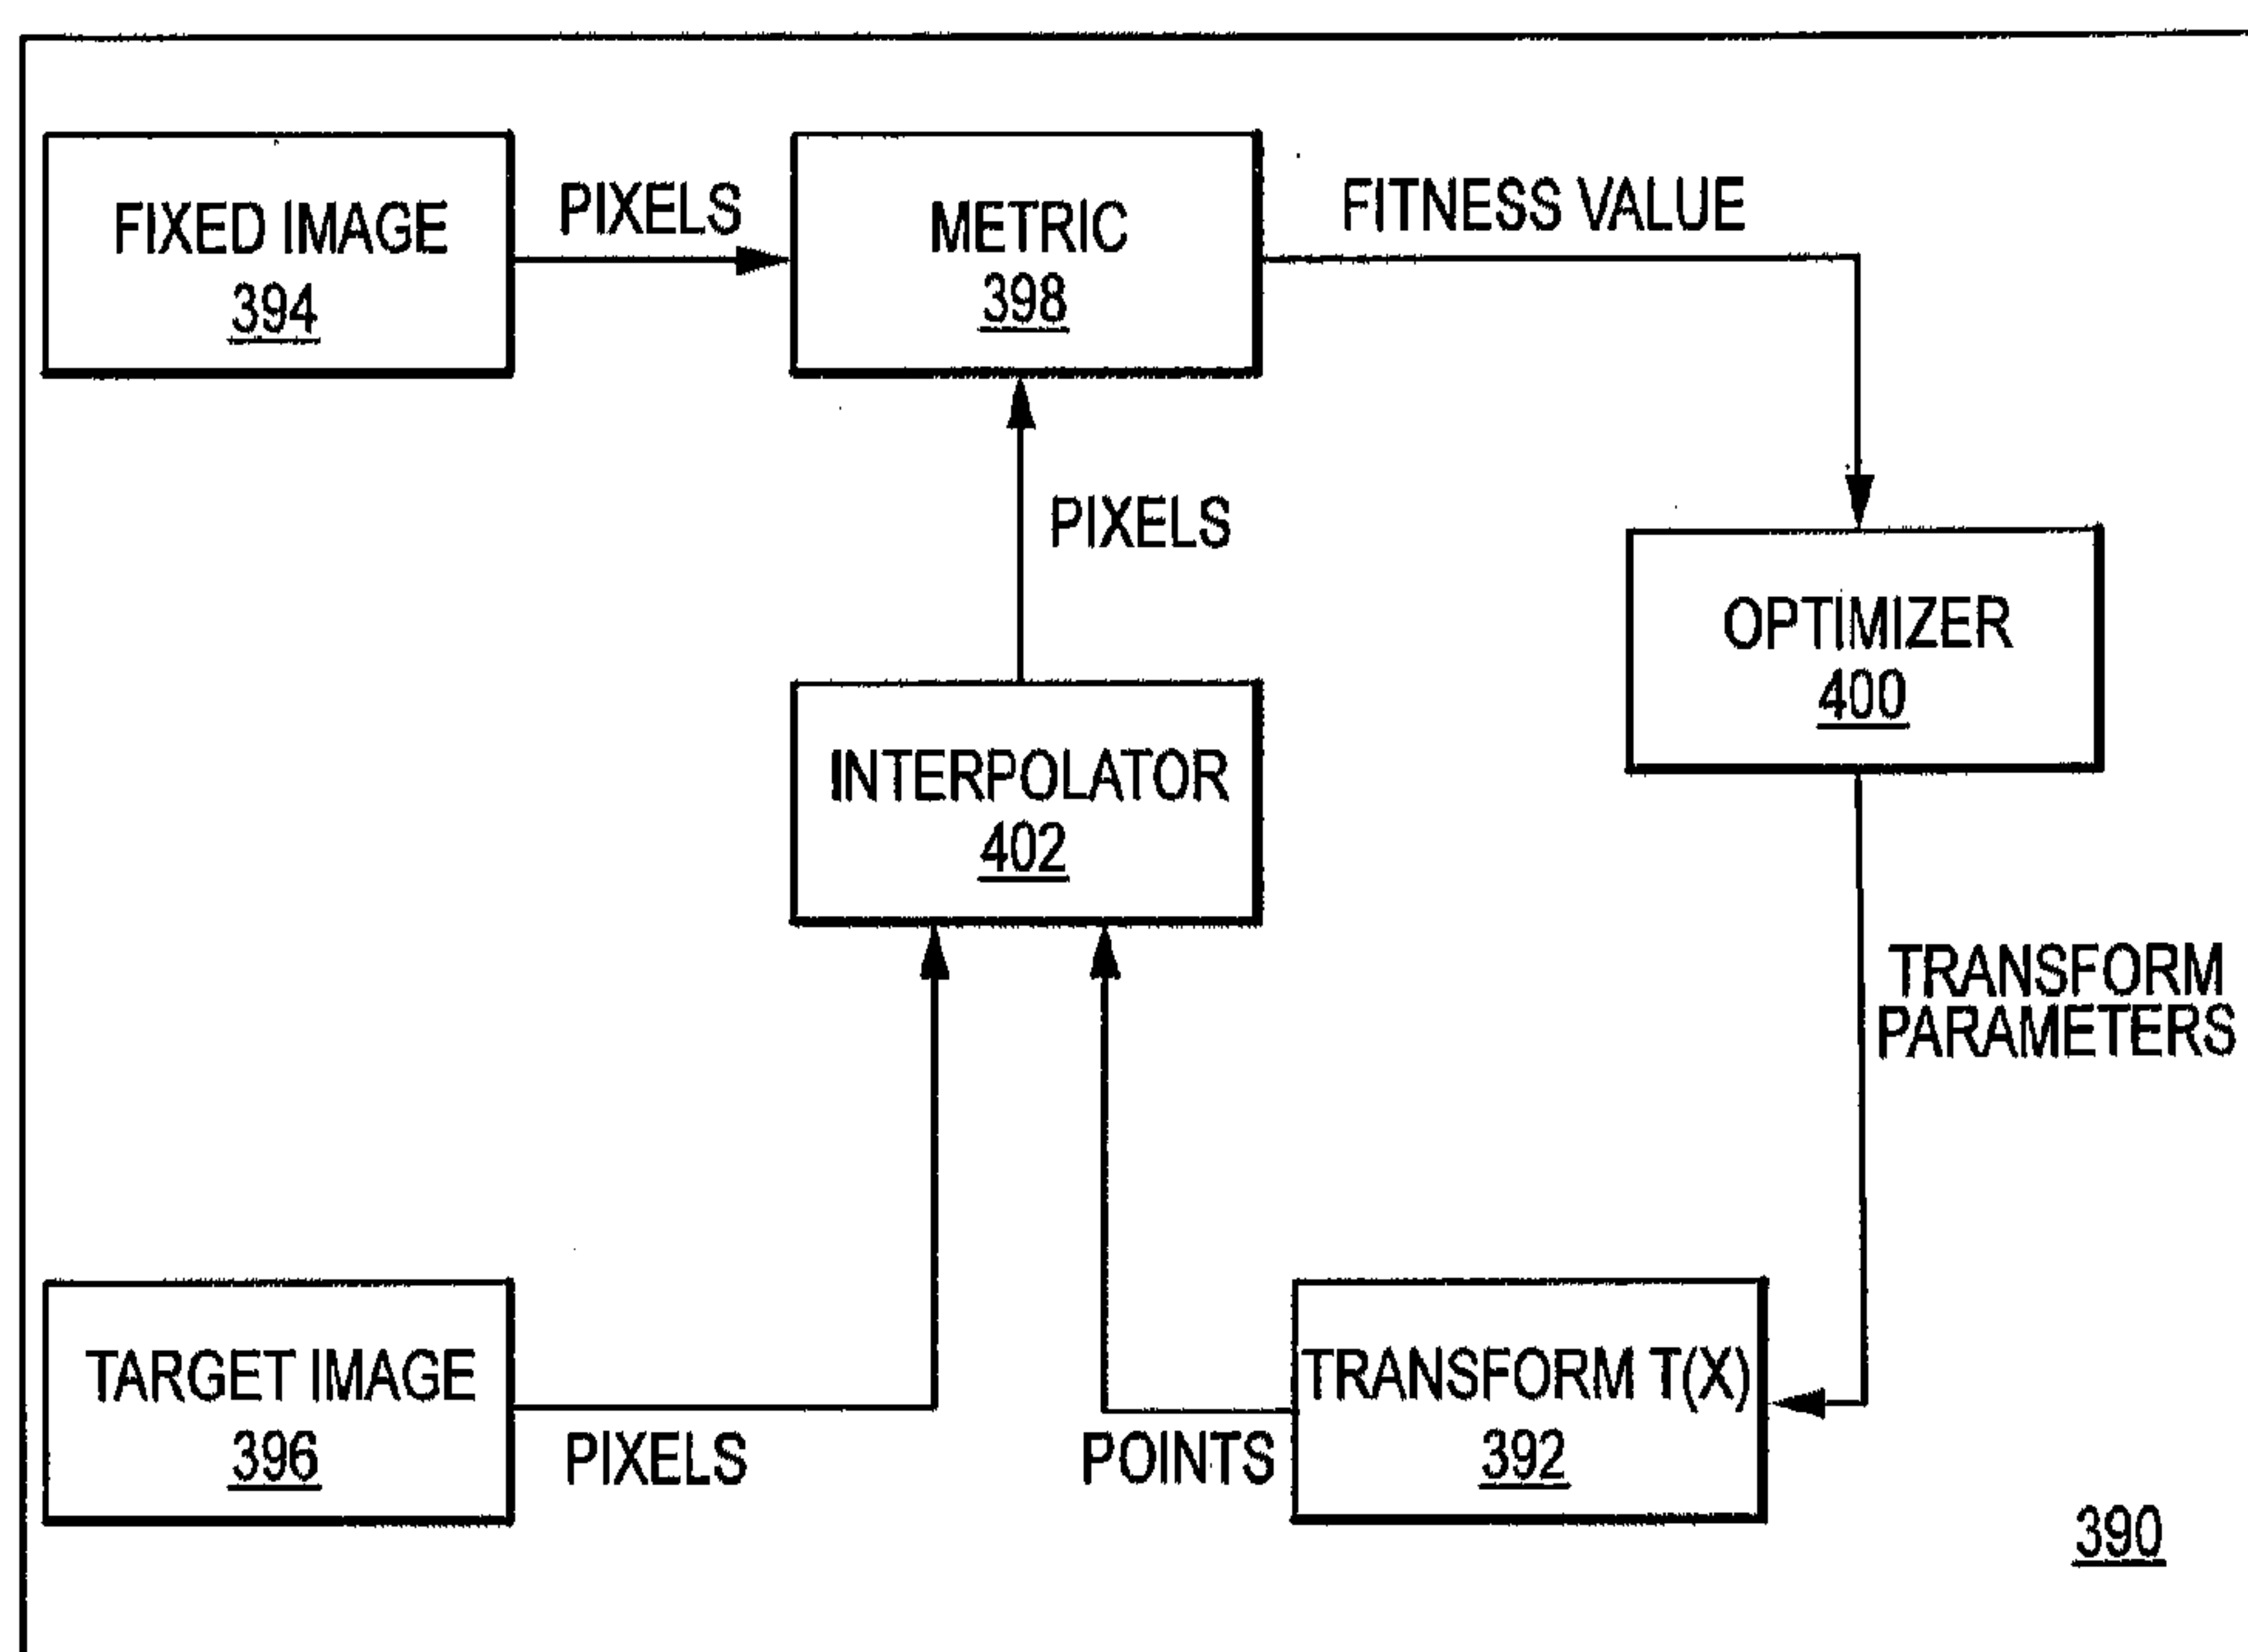 FIXED IMAGE
394
PIXELS
METRIC
398
FITNESS VALUE
PIXELS
OPTIMIZER
400
INTERPOLATOR
402
TRANSFORM
PARAMETERS
TARGET IMAGE
396
PIXELS
POINTS
TRANSFORM T(X)
392
390